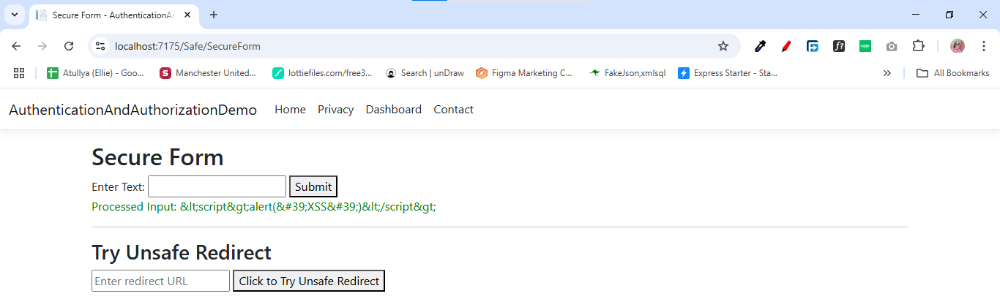 Secure Form - AuthenticationAn
localhost:7175/Safe/SecureForm
f?
Atullya (Ellie) - Goo... Manchester United... lottiefiles.com/free3... Search | unDraw Figma Marketing C... FakeJson,xmlsql Express Starter - Sta... All Bookmarks
AuthenticationAndAuthorizationDemo Home Privacy Dashboard Contact
Secure Form
Enter Text: Submit
Processed Input: &lt;script&gt;alert(&#39;XSS&#39;)&lt;/script&gt;
Try Unsafe Redirect
Enter redirect URL Click to Try Unsafe Redirect